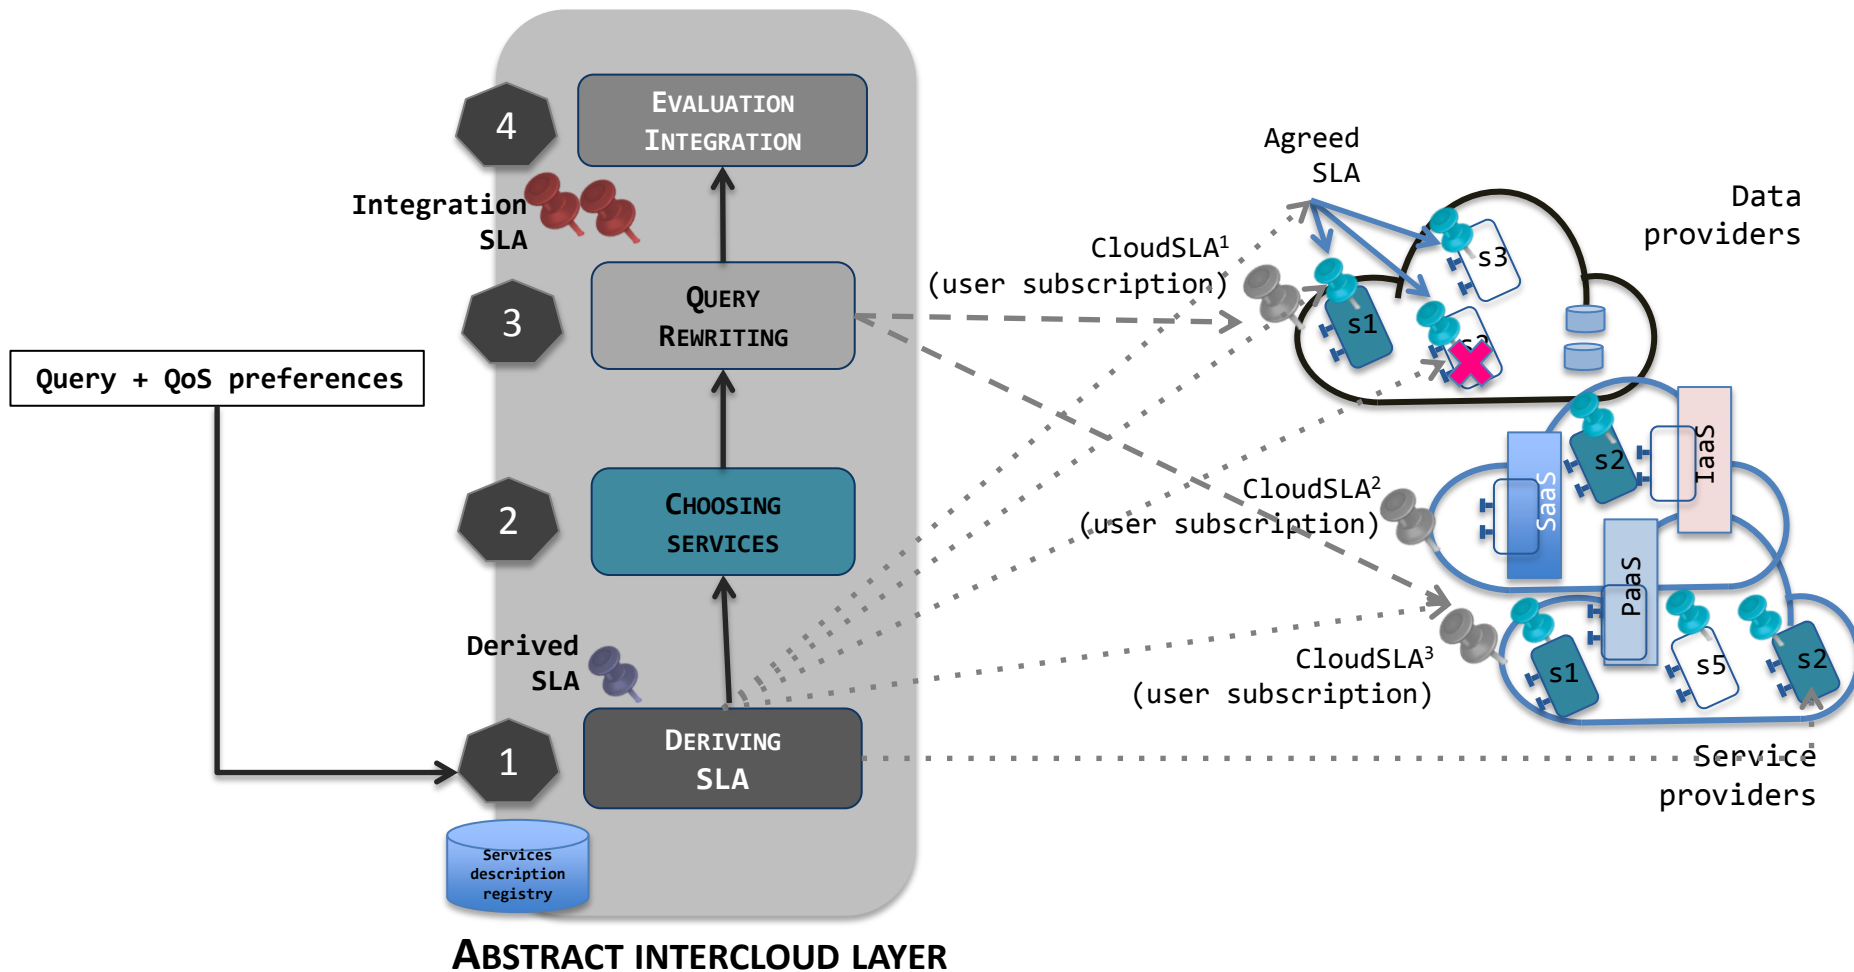 4
EVALUATION
INTEGRATION
Integration
SLA
3
QUERY
REWRITING
Query + QoS preferences
2
CHOOSING
SERVICES
Derived
SLA
1
DERIVING
SLA
Services
description
registry
ABSTRACT INTERCLOUD LAYER
Agreed
SLA
Data
providers
CloudSLA¹
(user subscription)
s3
s1
CloudSLA²
(user subscription)
SaaS
s2
IaaS
PaaS
CloudSLA³
(user subscription)
s1
s5
s2
Service
providers